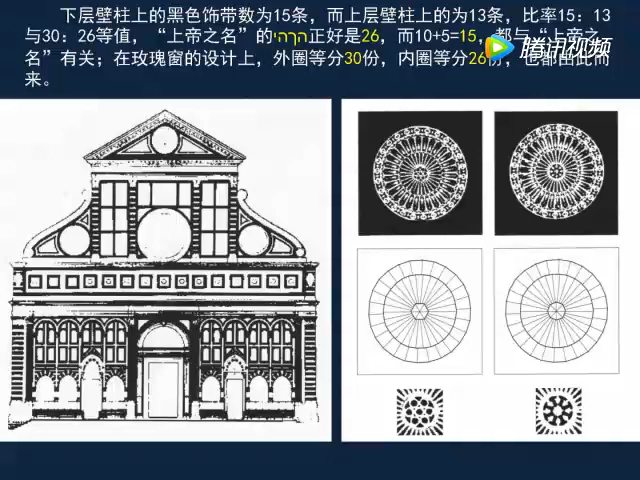 下层壁柱上的黑色饰带数为15条，而上层壁柱上的为13条，比率15：13
与30：26等值，“上帝之名”的יהרה正好是26，而10+5=15，都与“上帝之
名”有关；在玫瑰窗的设计上，外圈等分30份，内圈等分26份，也都由此而
来。
腾讯视频